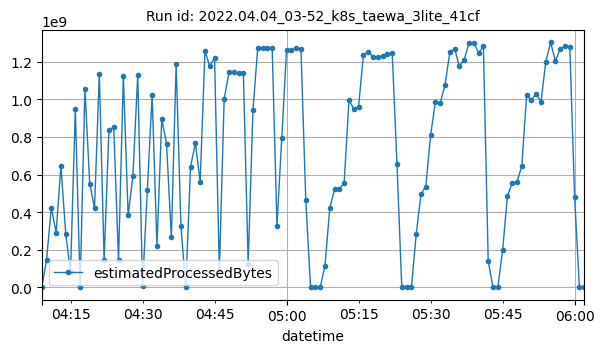 Run id: 2022.04.04_03-52_k8s_taewa_3lite_41cf
1e9
1.2
1.0
0.8
0.6
0.4
0.2
0.0
estimatedProcessedBytes
04:15 04:30 04:45 05:00 05:15 05:30 05:45 06:00
datetime